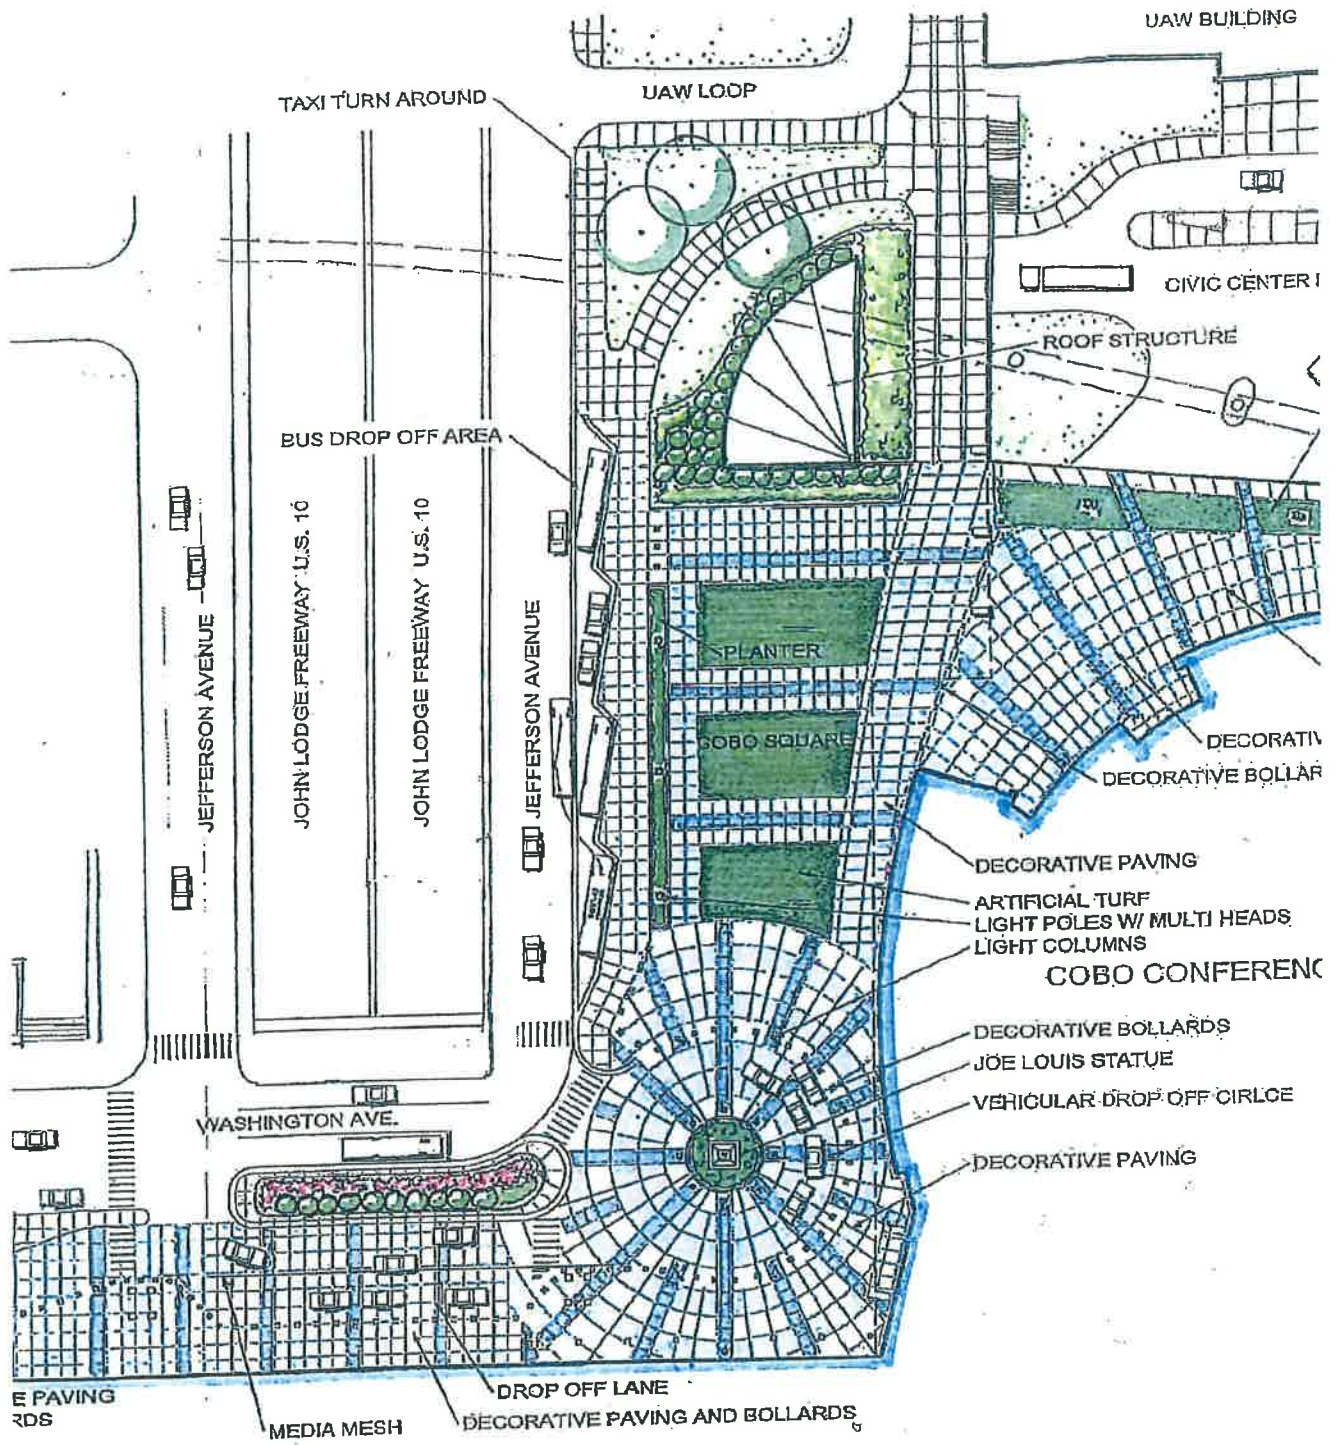 UAW BUILDING
TAXI TURN AROUND
UAW LOOP
CIVIC CENTER
ROOF STRUCTURE
BUS DROP OFF AREA
JEFFERSON AVENUE
JOHN LODGE FREEWAY U.S. 10
JOHN LODGE FREEWAY U.S. 10
JEFFERSON AVENUE
PLANTER
COBO SQUARE
DECORATIV
DECORATIVE BOLLAR
DECORATIVE PAVING
ARTIFICIAL TURF
LIGHT POLES W/ MULTI HEADS
LIGHT COLUMNS
COBO CONFERENC
DECORATIVE BOLLARDS
JOE LOUIS STATUE
VEHICULAR DROP OFF CIRLCE
DECORATIVE PAVING
WASHINGTON AVE.
E PAVING
RDS
DROP OFF LANE
MEDIA MESH
DECORATIVE PAVING AND BOLLARDS